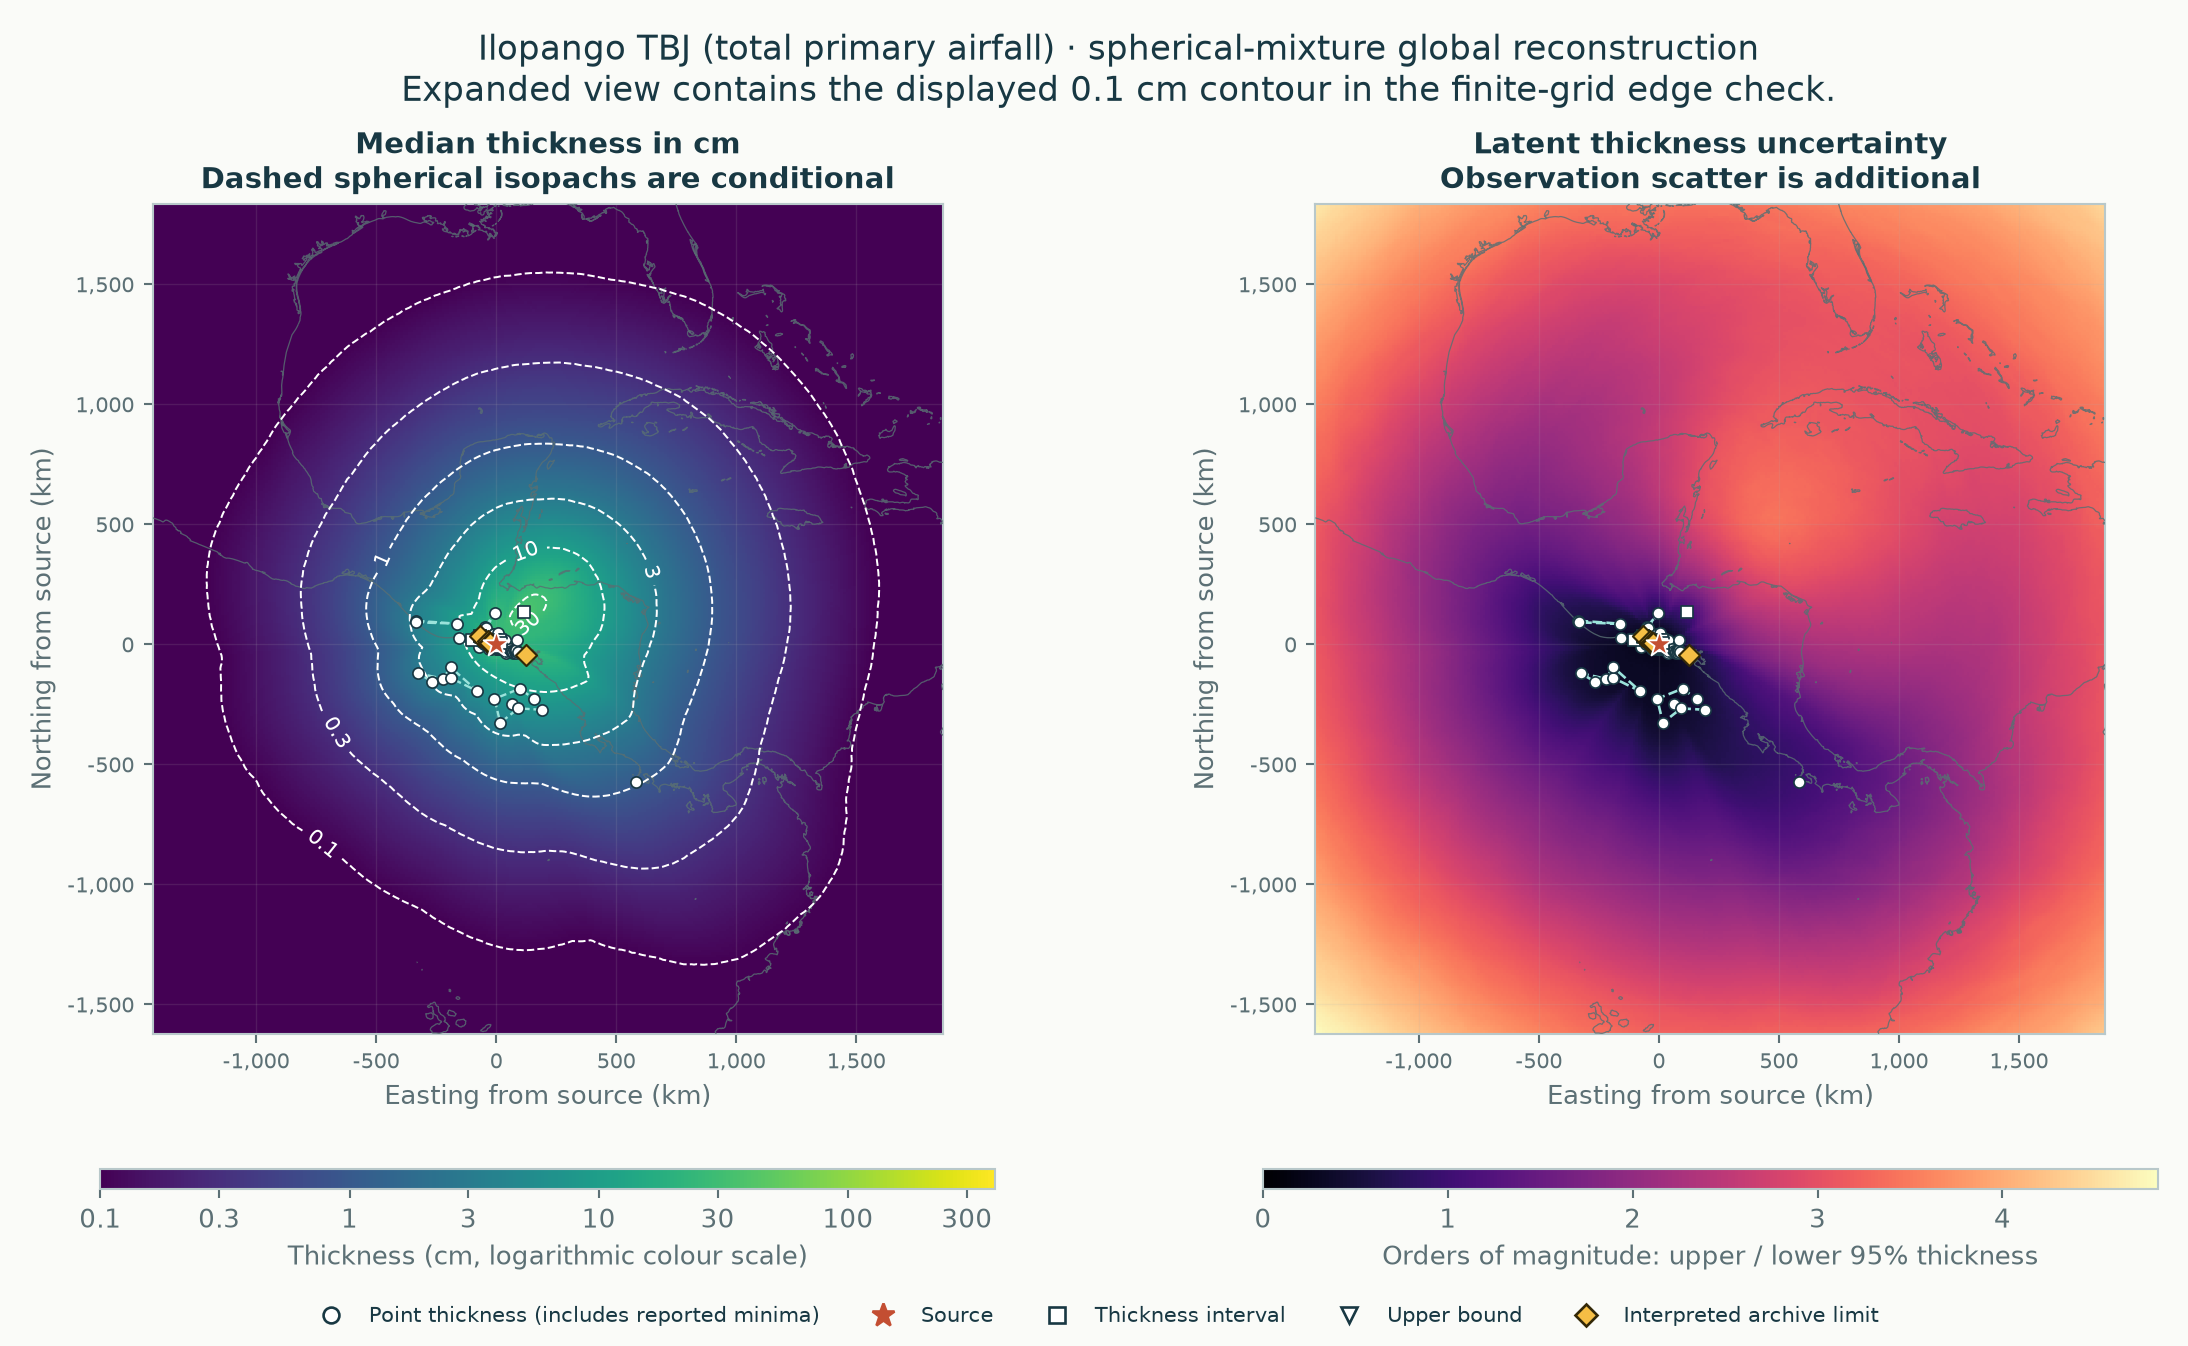 Ilopango TBJ (total primary airfall) · spherical-mixture global reconstruction
Expanded view contains the displayed 0.1 cm contour in the finite-grid edge check.
Median thickness in cm
Dashed spherical isopachs are conditional
Latent thickness uncertainty
Observation scatter is additional
Northing from source (km)
1,500
1,000
500
0
-500
-1,000
-1,500
10
1
3
30
0.3
0.1
-1,000
-500
0
500
1,000
1,500
Easting from source (km)
Northing from source (km)
1,500
1,000
500
0
-500
-1,000
-1,500
-1,000
-500
0
500
1,000
1,500
Easting from source (km)
0.1
0.3
1
3
10
30
100
300
Thickness (cm, logarithmic colour scale)
0
1
2
3
4
Orders of magnitude: upper / lower 95% thickness
Point thickness (includes reported minima)
Source
Thickness interval
Upper bound
Interpreted archive limit